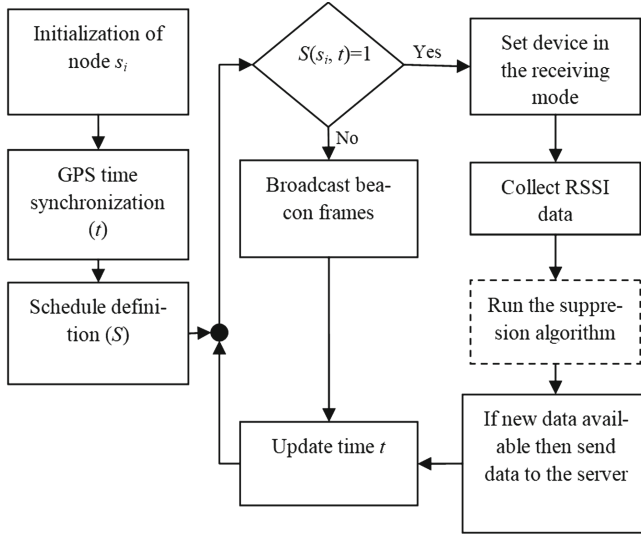 Initialization of
node sᵢ
GPS time
synchronization
(t)
Schedule defini-
tion (S)
S(sᵢ, t)=1
Yes
No
Broadcast bea-
con frames
Update time t
Set device in
the receiving
mode
Collect RSSI
data
Run the suppre-
sion algorithm
If new data avail-
able then send
data to the server